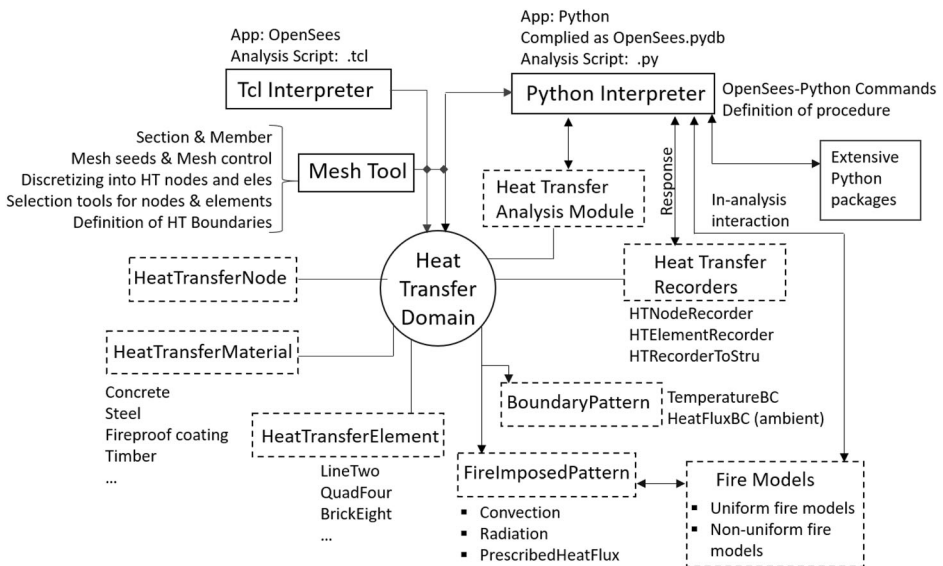 App: OpenSees
Analysis Script:  .tcl
Tcl Interpreter
App: Python
Complied as OpenSees.pydb
Analysis Script:  .py
Python Interpreter
OpenSees-Python Commands
Definition of procedure
Section & Member
Mesh seeds & Mesh control
Discretizing into HT nodes and eles
Selection tools for nodes & elements
Definition of HT Boundaries
Mesh Tool
Heat Transfer
Analysis Module
Response
In-analysis
interaction
Extensive
Python
packages
HeatTransferNode
Heat
Transfer
Domain
Heat Transfer
Recorders
HTNodeRecorder
HTElementRecorder
HTRecorderToStru
HeatTransferMaterial
Concrete
Steel
Fireproof coating
Timber
...
HeatTransferElement
LineTwo
QuadFour
BrickEight
...
BoundaryPattern
TemperatureBC
HeatFluxBC (ambient)
FireImposedPattern
▪ Convection
▪ Radiation
▪ PrescribedHeatFlux
Fire Models
▪ Uniform fire models
▪ Non-uniform fire
models